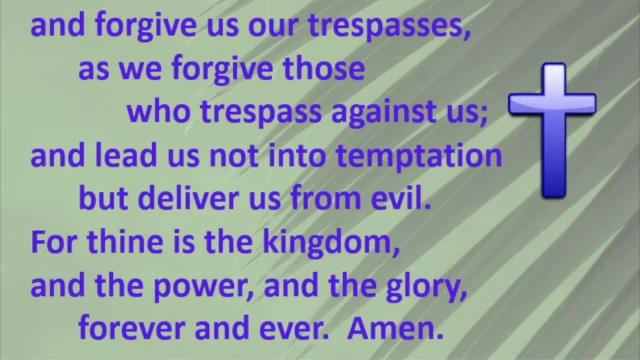 and forgive us our trespasses,
as we forgive those
who trespass against us;
and lead us not into temptation
but deliver us from evil.
For thine is the kingdom,
and the power, and the glory,
forever and ever.  Amen.